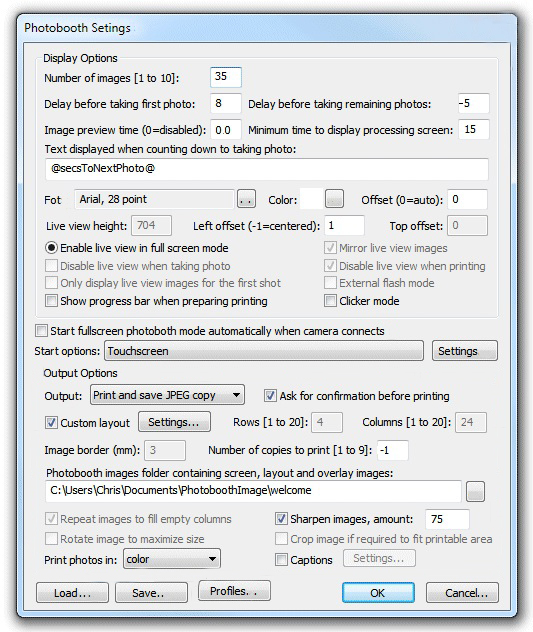 Photobooth Setings
Display Options
Number of images [1 to 10]: 35
Delay before taking first photo: 8 Delay before taking remaining photos: -5
Image preview time (0=disabled): 0.0 Minimum time to display processing screen: 15
Text displayed when counting down to taking photo:
@secsToNextPhoto@
Fot Arial, 28 point . . Color: Offset (0=auto): 0
Live view height: 704 Left offset (-1=centered): 1 Top offset: 0
Enable live view in full screen mode Mirror live view images
Disable live view when taking photo Disable live view when printing
Only display live view images for the first shot External flash mode
Show progress bar when preparing printing Clicker mode
Start fullscreen photoboth mode automatically when camera connects
Start options: Touchscreen Settings
Output Options
Output: Print and save JPEG copy Ask for confirmation before printing
Custom layout Settings... Rows [1 to 20]: 4 Columns [1 to 20]: 24
Image border (mm): 3 Number of copies to print [1 to 9]: -1
Photobooth images folder containing screen, layout and overlay images:
C:\Users\Chris\Documents\PhotoboothImage\welcome
Repeat images to fill empty columns Sharpen images, amount: 75
Rotate image to maximize size Crop image if required to fit printable area
Print photos in: color Captions Settings...
Load... Save.. Profiles. . OK Cancel...